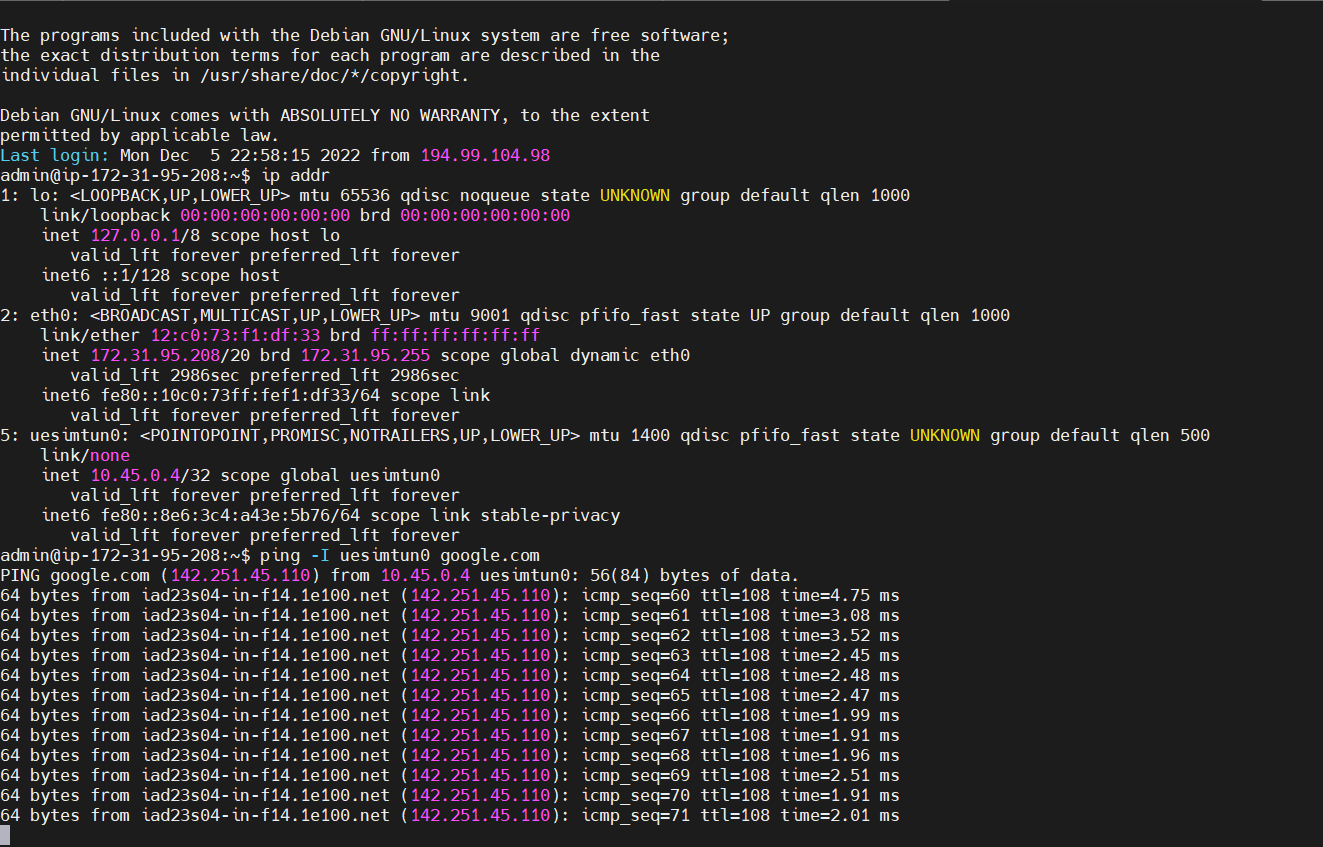 The programs included with the Debian GNU/Linux system are free software;
the exact distribution terms for each program are described in the
individual files in /usr/share/doc/*/copyright.

Debian GNU/Linux comes with ABSOLUTELY NO WARRANTY, to the extent
permitted by applicable law.
Last login: Mon Dec  5 22:58:15 2022 from 194.99.104.98
admin@ip-172-31-95-208:~$ ip addr
1: lo: <LOOPBACK,UP,LOWER_UP> mtu 65536 qdisc noqueue state UNKNOWN group default qlen 1000
    link/loopback 00:00:00:00:00:00 brd 00:00:00:00:00:00
    inet 127.0.0.1/8 scope host lo
       valid_lft forever preferred_lft forever
    inet6 ::1/128 scope host
       valid_lft forever preferred_lft forever
2: eth0: <BROADCAST,MULTICAST,UP,LOWER_UP> mtu 9001 qdisc pfifo_fast state UP group default qlen 1000
    link/ether 12:c0:73:f1:df:33 brd ff:ff:ff:ff:ff:ff
    inet 172.31.95.208/20 brd 172.31.95.255 scope global dynamic eth0
       valid_lft 2986sec preferred_lft 2986sec
    inet6 fe80::10c0:73ff:fef1:df33/64 scope link
       valid_lft forever preferred_lft forever
5: uesimtun0: <POINTOPOINT,PROMISC,NOTRAILERS,UP,LOWER_UP> mtu 1400 qdisc pfifo_fast state UNKNOWN group default qlen 500
    link/none
    inet 10.45.0.4/32 scope global uesimtun0
       valid_lft forever preferred_lft forever
    inet6 fe80::8e6:3c4:a43e:5b76/64 scope link stable-privacy
       valid_lft forever preferred_lft forever
admin@ip-172-31-95-208:~$ ping -I uesimtun0 google.com
PING google.com (142.251.45.110) from 10.45.0.4 uesimtun0: 56(84) bytes of data.
64 bytes from iad23s04-in-f14.1e100.net (142.251.45.110): icmp_seq=60 ttl=108 time=4.75 ms
64 bytes from iad23s04-in-f14.1e100.net (142.251.45.110): icmp_seq=61 ttl=108 time=3.08 ms
64 bytes from iad23s04-in-f14.1e100.net (142.251.45.110): icmp_seq=62 ttl=108 time=3.52 ms
64 bytes from iad23s04-in-f14.1e100.net (142.251.45.110): icmp_seq=63 ttl=108 time=2.45 ms
64 bytes from iad23s04-in-f14.1e100.net (142.251.45.110): icmp_seq=64 ttl=108 time=2.48 ms
64 bytes from iad23s04-in-f14.1e100.net (142.251.45.110): icmp_seq=65 ttl=108 time=2.47 ms
64 bytes from iad23s04-in-f14.1e100.net (142.251.45.110): icmp_seq=66 ttl=108 time=1.99 ms
64 bytes from iad23s04-in-f14.1e100.net (142.251.45.110): icmp_seq=67 ttl=108 time=1.91 ms
64 bytes from iad23s04-in-f14.1e100.net (142.251.45.110): icmp_seq=68 ttl=108 time=1.96 ms
64 bytes from iad23s04-in-f14.1e100.net (142.251.45.110): icmp_seq=69 ttl=108 time=2.51 ms
64 bytes from iad23s04-in-f14.1e100.net (142.251.45.110): icmp_seq=70 ttl=108 time=1.91 ms
64 bytes from iad23s04-in-f14.1e100.net (142.251.45.110): icmp_seq=71 ttl=108 time=2.01 ms